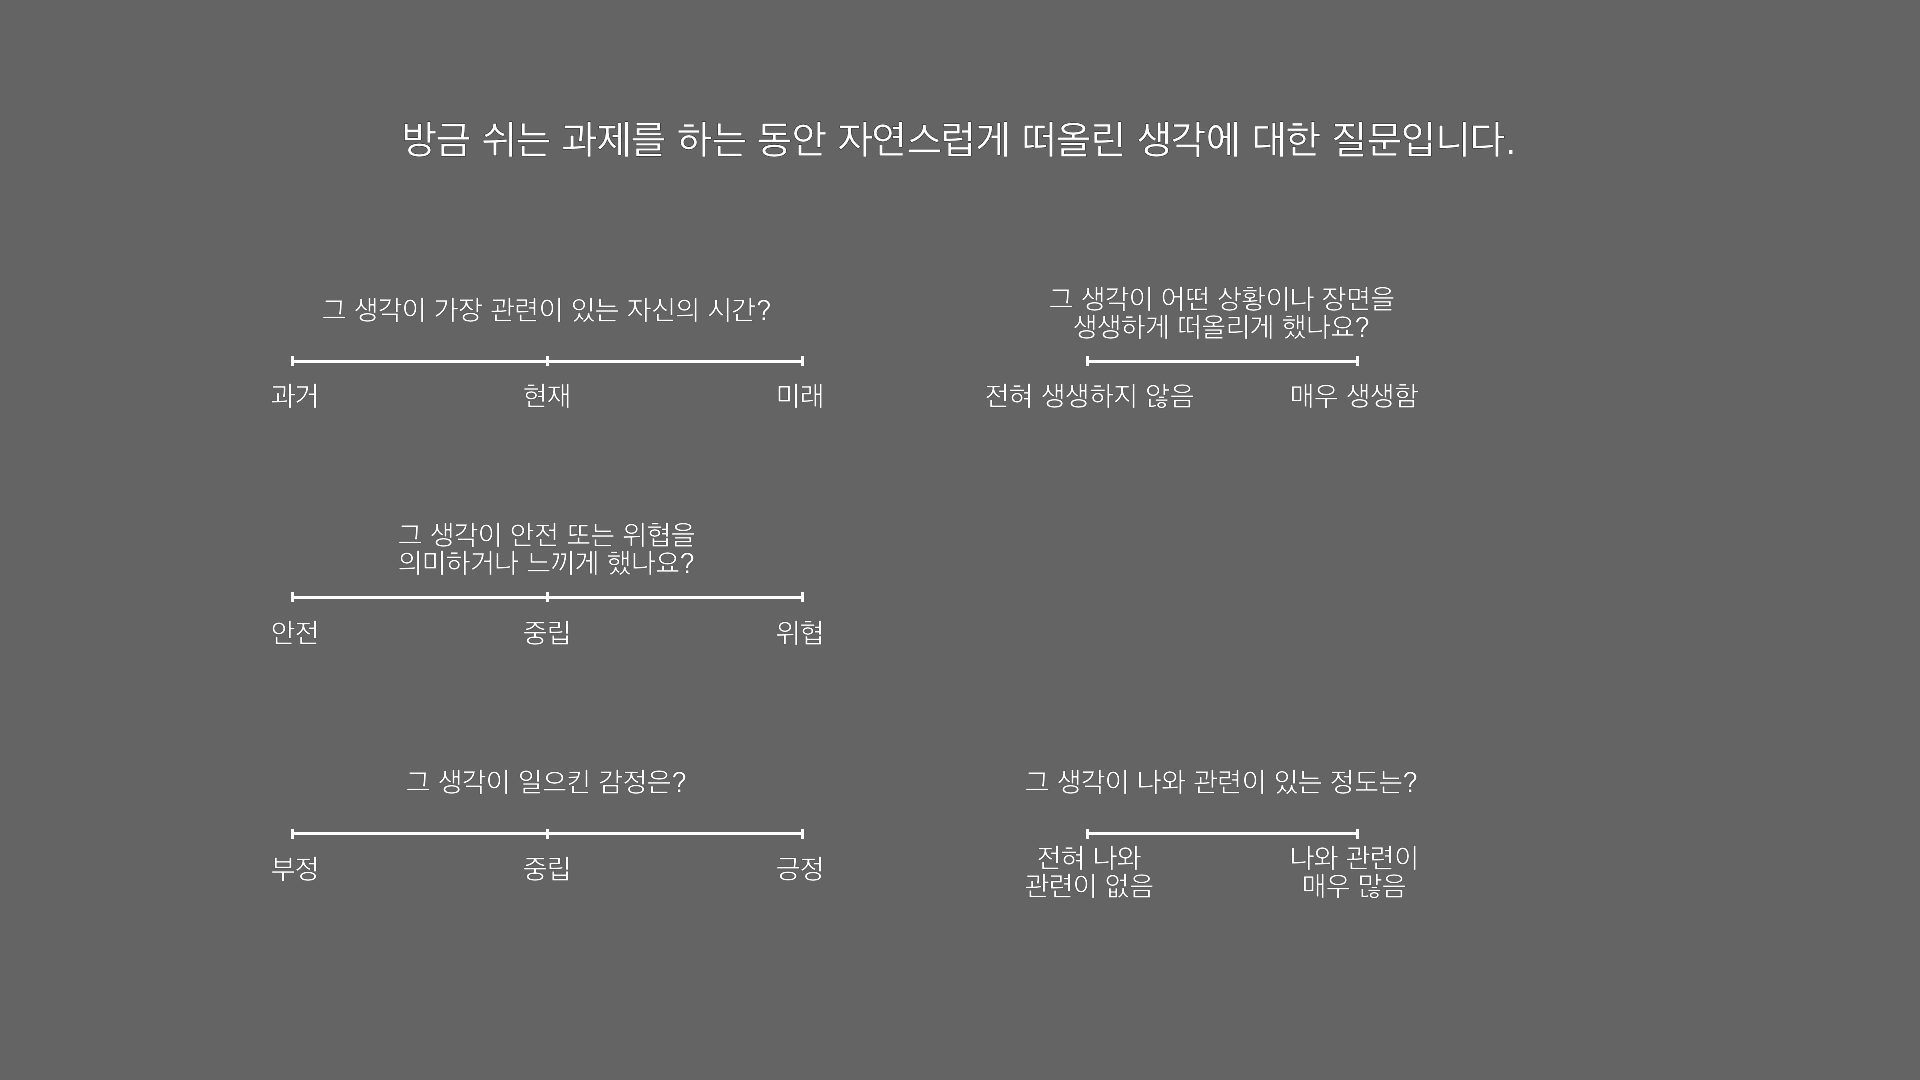 방금 쉬는 과제를 하는 동안 자연스럽게 떠올린 생각에 대한 질문입니다.
그 생각이 가장 관련이 있는 자신의 시간?
과거 현재 미래
그 생각이 어떤 상황이나 장면을
생생하게 떠올리게 했나요?
전혀 생생하지 않음 매우 생생함
그 생각이 안전 또는 위협을
의미하거나 느끼게 했나요?
안전 중립 위협
그 생각이 일으킨 감정은?
부정 중립 긍정
그 생각이 나와 관련이 있는 정도는?
전혀 나와
관련이 없음
나와 관련이
매우 많음